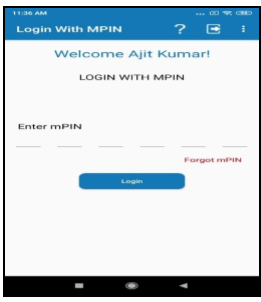 11:36 AM
Login With MPIN ?
Welcome Ajit Kumar!
LOGIN WITH MPIN
Enter mPIN
Forgot mPIN
Login